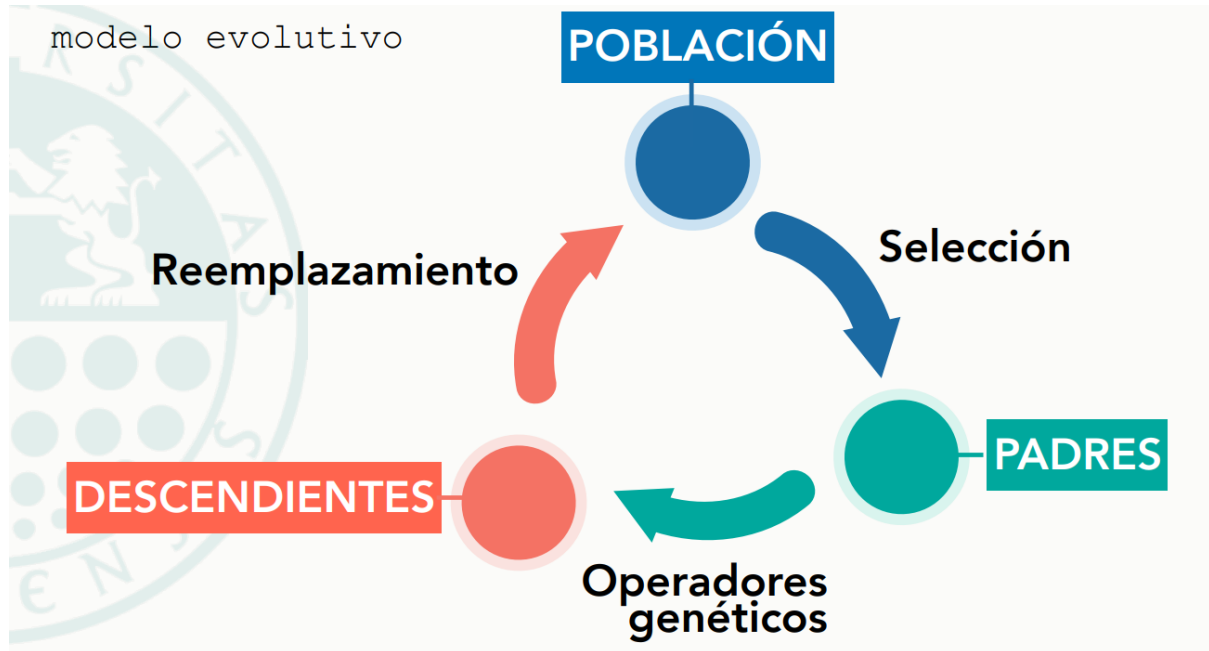 modelo evolutivo
POBLACIÓN
Selección
Reemplazamiento
PADRES
DESCENDIENTES
Operadores
genéticos